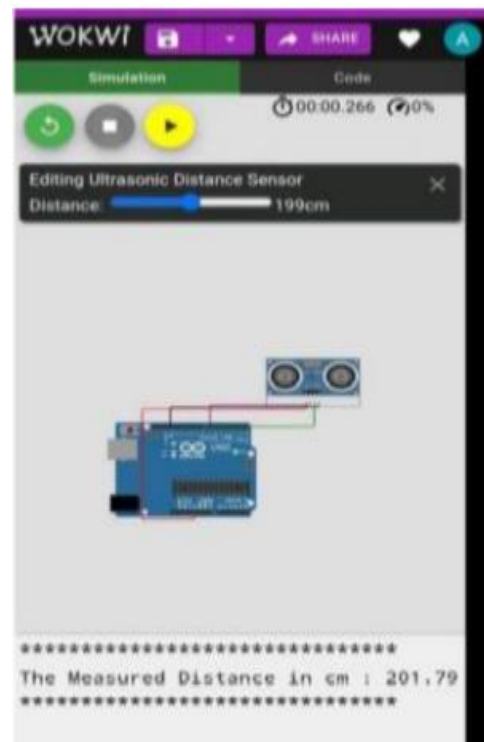 WOKWI SHARE A
Simulation Code
00:00.266 0%
Editing Ultrasonic Distance Sensor
Distance: 199cm
*******************************
The Measured Distance in cm : 201.79
*******************************